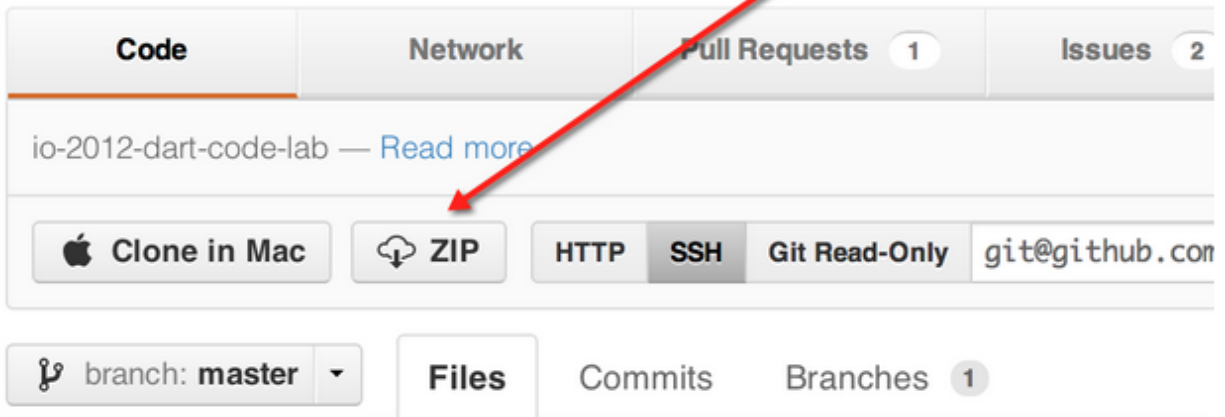 Code Network Pull Requests 1 Issues 2
io-2012-dart-code-lab — Read more
Clone in Mac ZIP HTTP SSH Git Read-Only git@github.com
branch: master Files Commits Branches 1